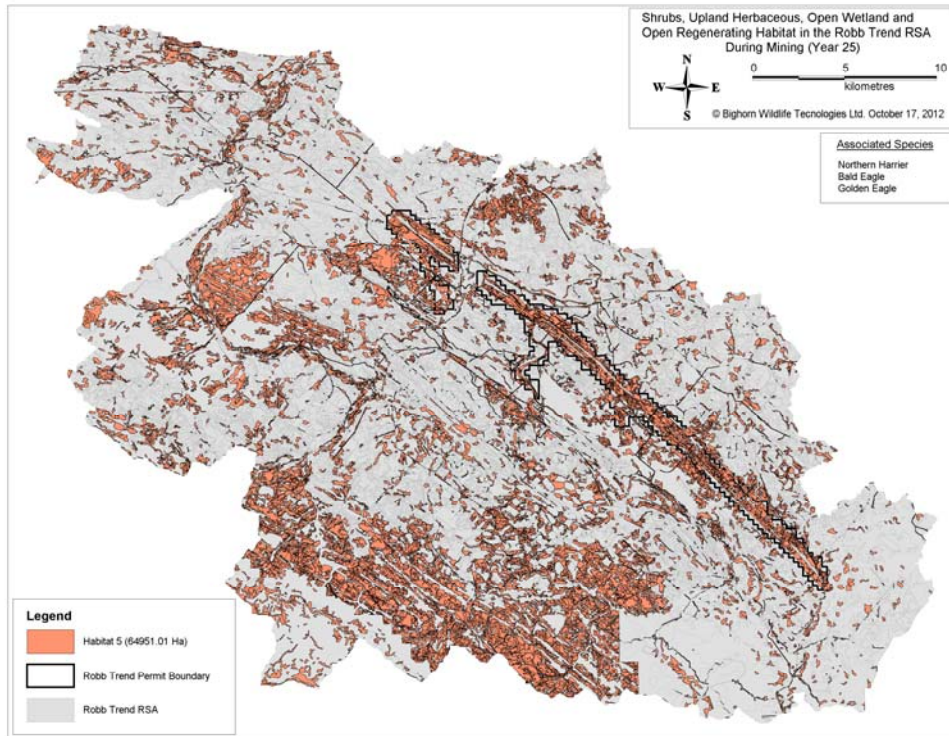 Shrubs, Upland Herbaceous, Open Wetland and
Open Regenerating Habitat in the Robb Trend RSA
During Mining (Year 25)
N
W E
S
0 5 10
kilometres
© Bighorn Wildlife Tecnologies Ltd. October 17, 2012
Associated Species
Northern Harrier
Bald Eagle
Golden Eagle
Legend
Habitat 5 (64951.01 Ha)
Robb Trend Permit Boundary
Robb Trend RSA